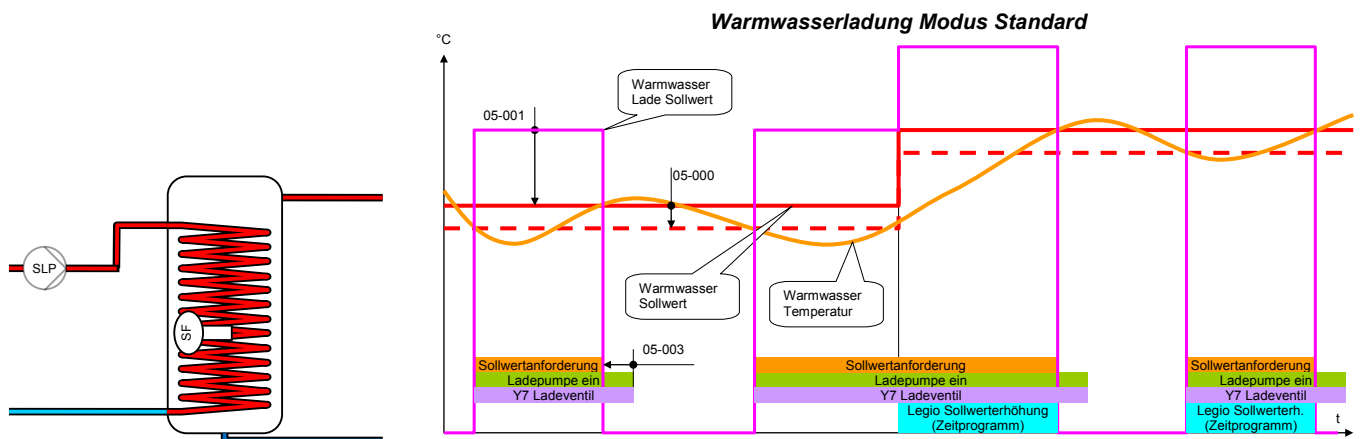 Warmwasserladung Modus Standard
°C
Warmwasser
Lade Sollwert
05-001
05-000
SLP
SF
Warmwasser
Sollwert
Warmwasser
Temperatur
05-003
Sollwertanforderung
Sollwertanforderung
Sollwertanforderung
Ladepumpe ein
Ladepumpe ein
Ladepumpe ein
Y7 Ladeventil
Y7 Ladeventil
Y7 Ladeventil
Legio Sollwerterhöhung
(Zeitprogramm)
Legio Sollwerterh.
(Zeitprogramm)
t